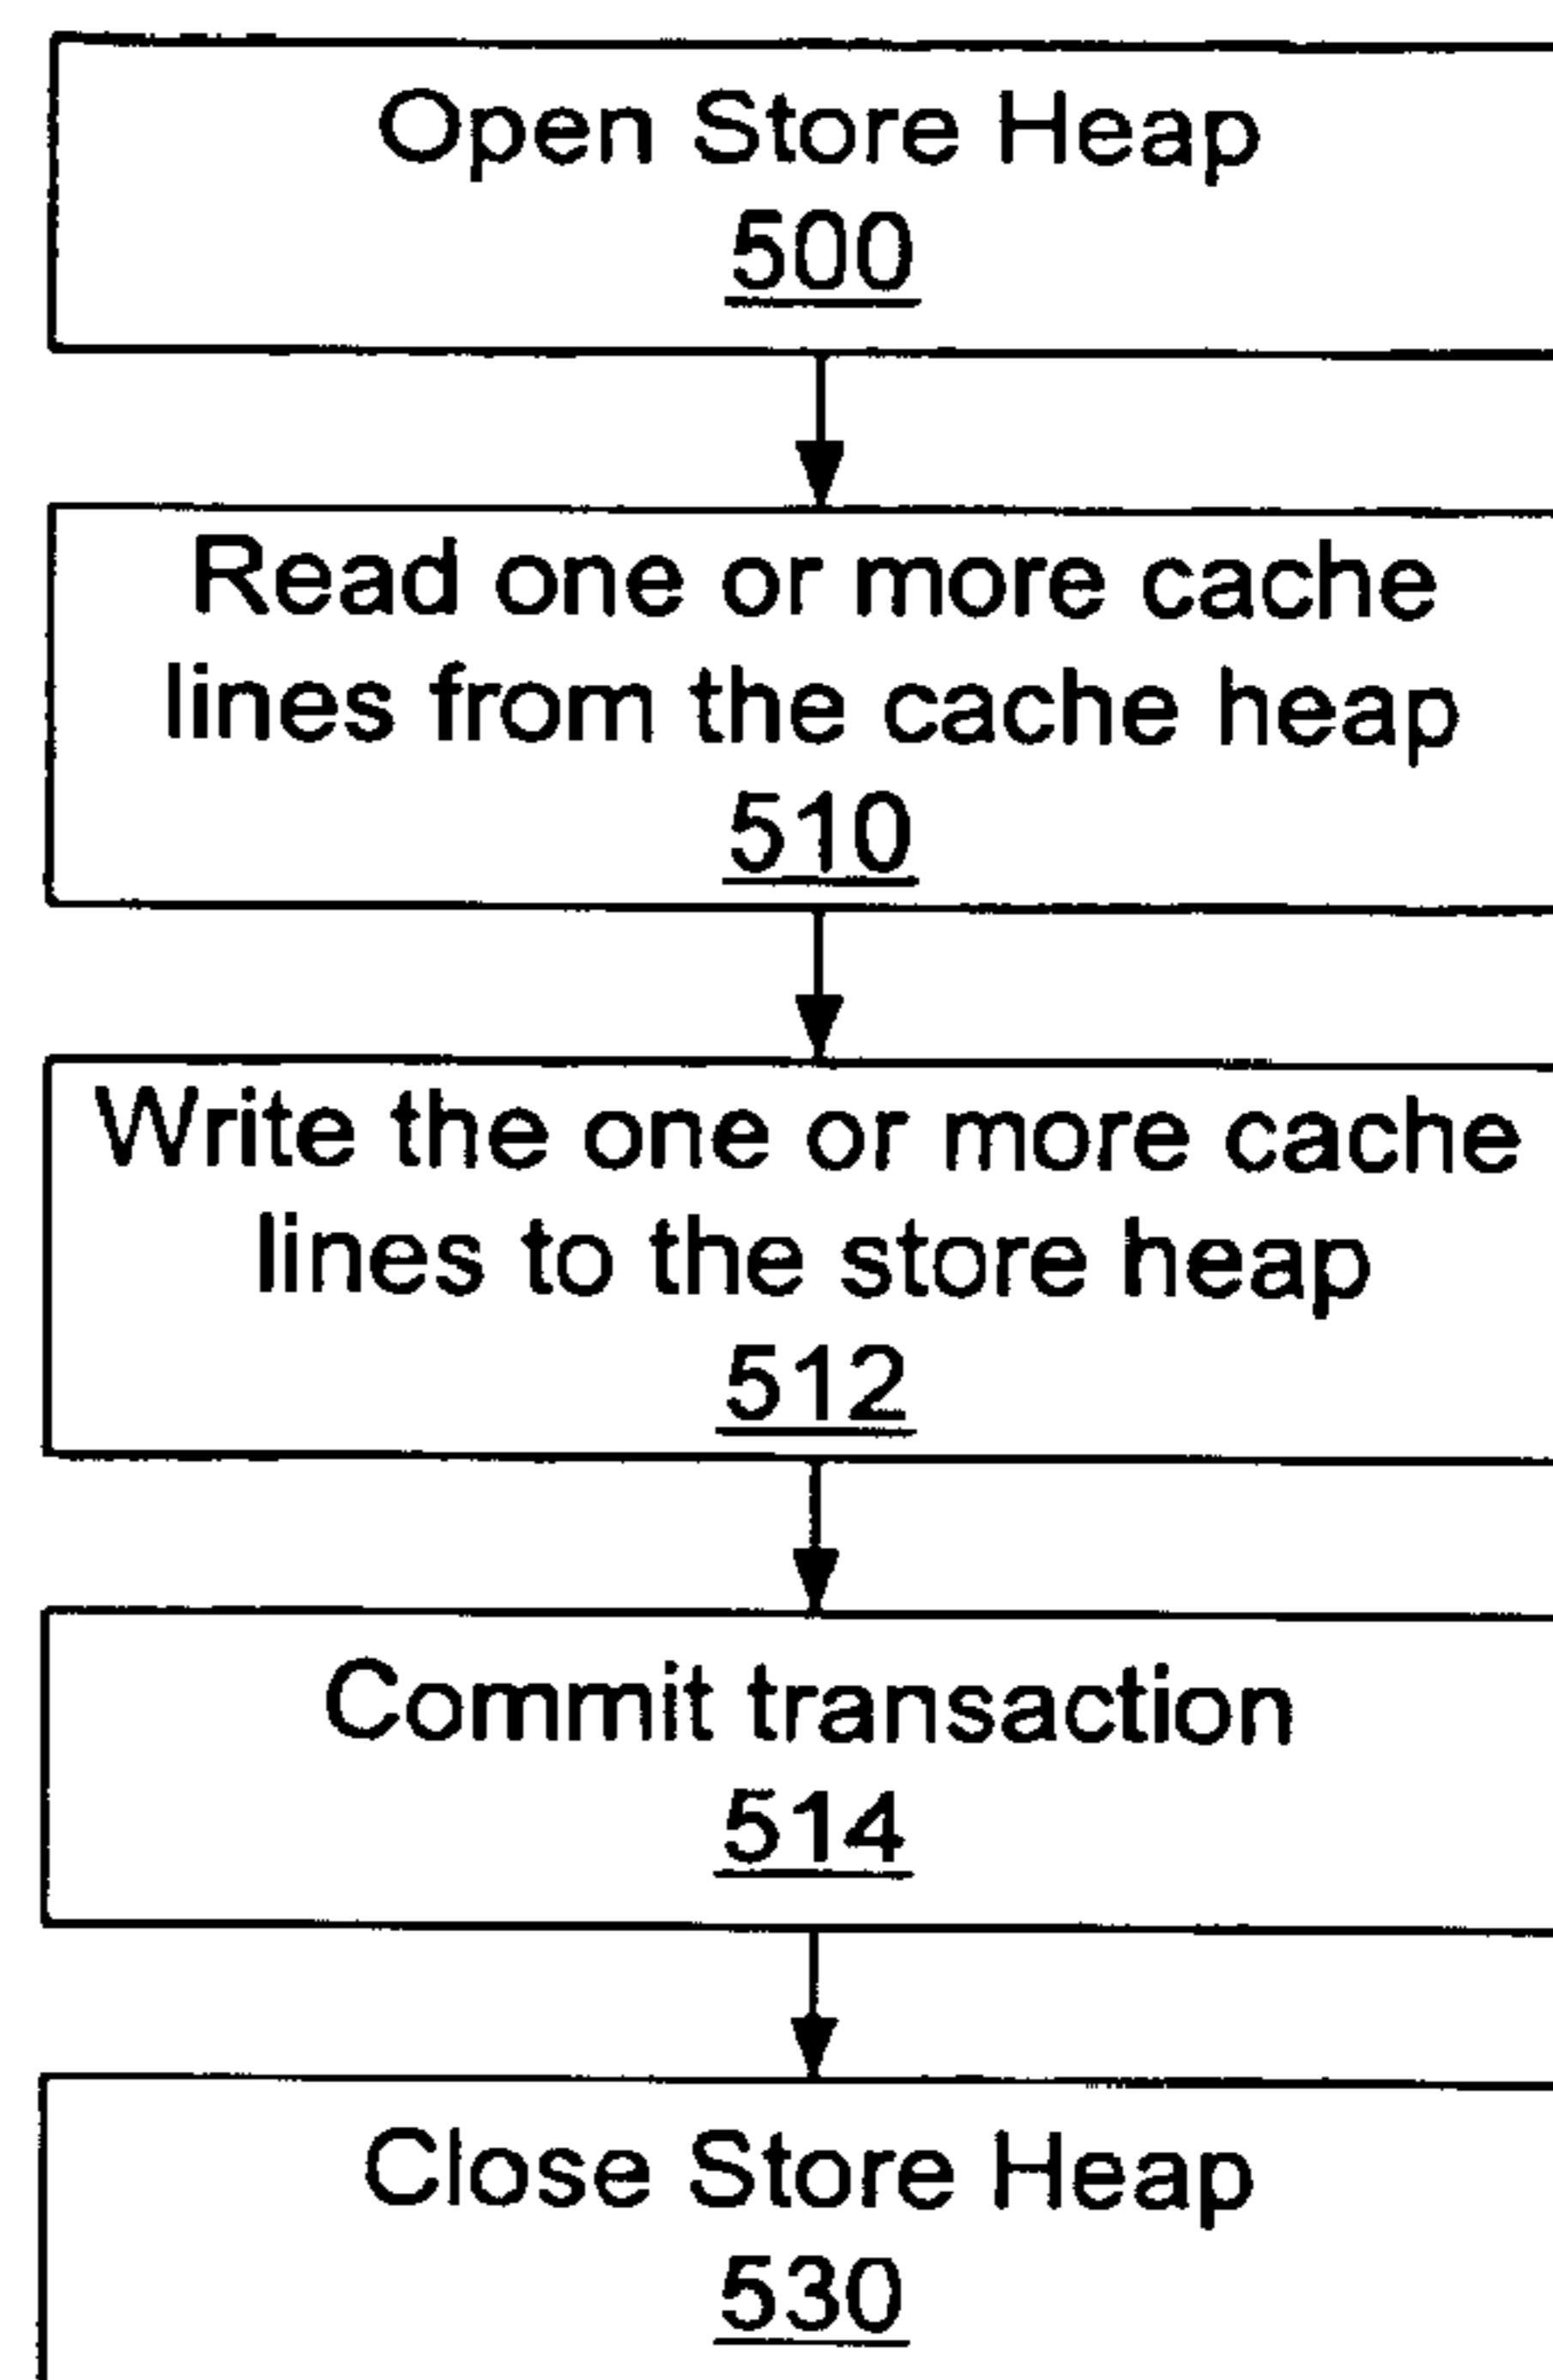 Open Store Heap
500
Read one or more cache
lines from the cache heap
510
Write the one or more cache
lines to the store heap
512
Commit transaction
514
Close Store Heap
530